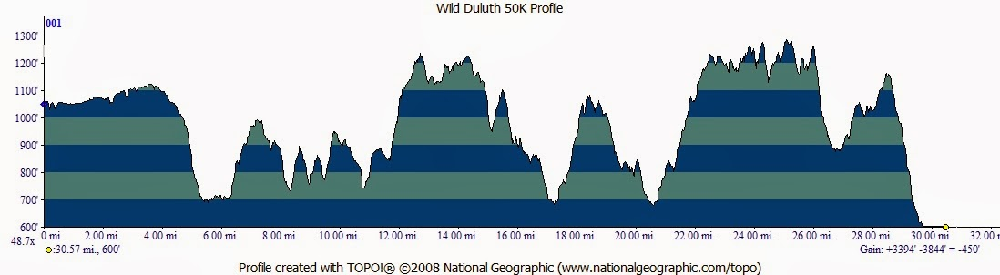 Wild Duluth 50K Profile
001
1300'
1200'
1100'
1000'
900'
800'
700'
600'
0 mi. 2.00 mi. 4.00 mi. 6.00 mi. 8.00 mi. 10.00 mi. 12.00 mi. 14.00 mi. 16.00 mi. 18.00 mi. 20.00 mi. 22.00 mi. 24.00 mi. 26.00 mi. 28.00 mi. 30.00 mi. 32.00 m
48.7x
:30.57 mi., 600'
Gain: +3394' -3844' = -450'
Profile created with TOPO!® ©2008 National Geographic (www.nationalgeographic.com/topo)